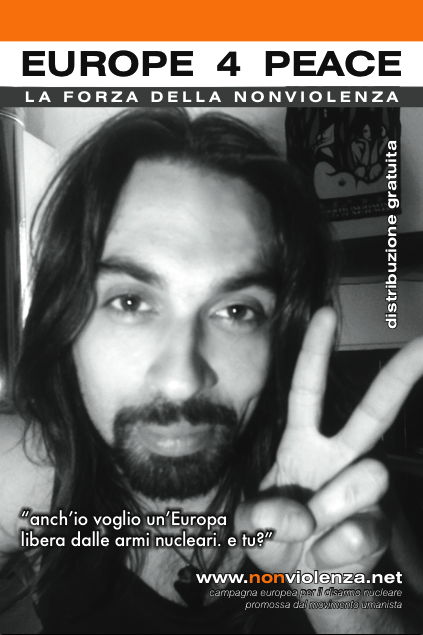 EUROPE 4 PEACE
LA FORZA DELLA NONVIOLENZA
distribuzione gratuita
“anch’io voglio un’Europa
libera dalle armi nucleari. e tu?”
www.nonviolenza.net
campagna europea per il disarmo nucleare
promossa dal movimento umanista